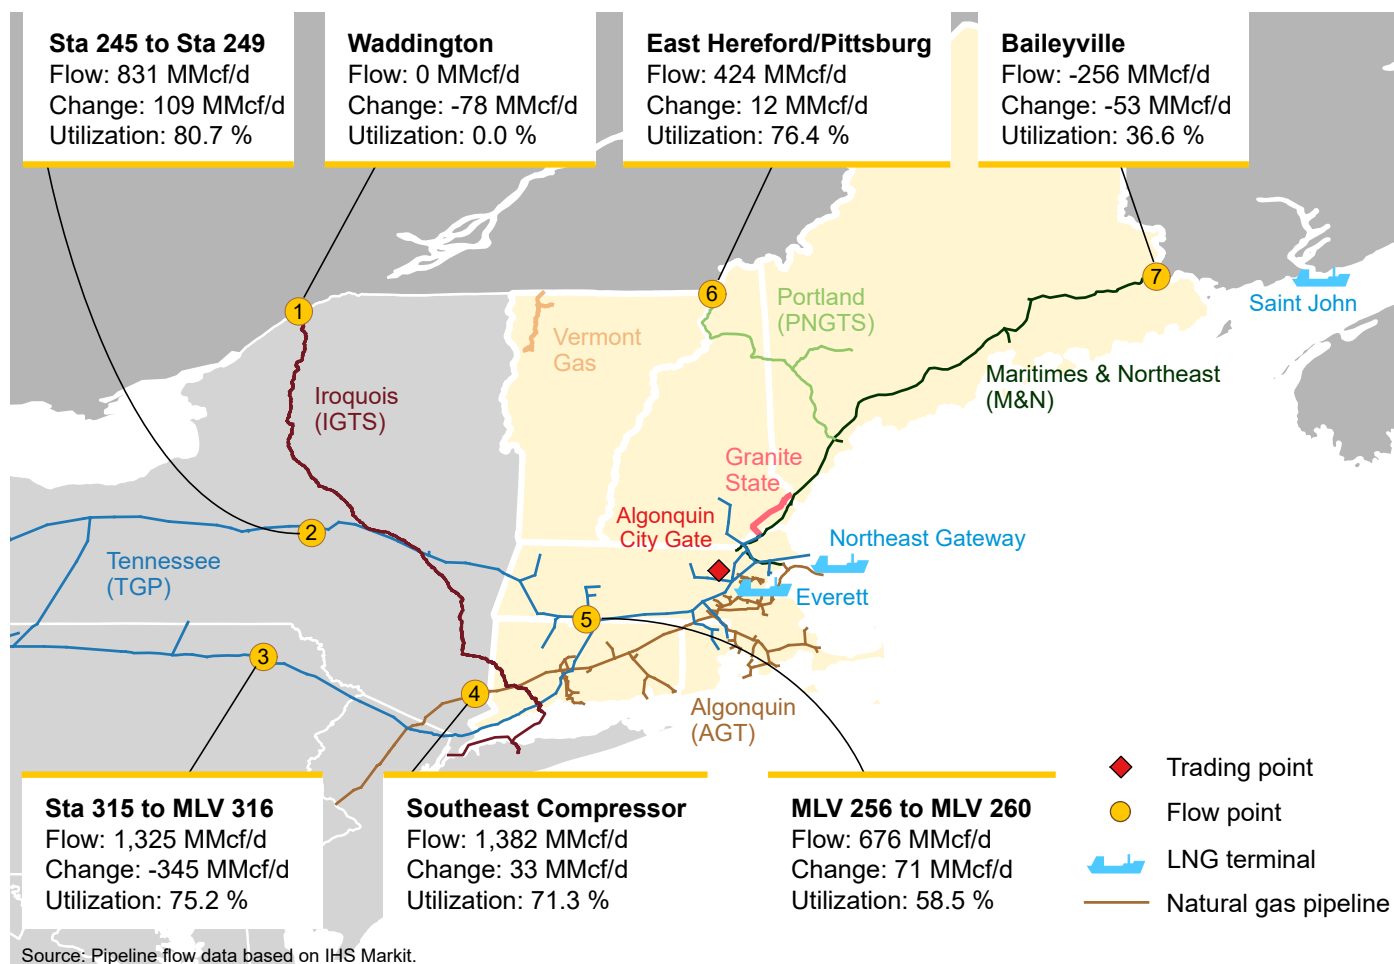 Sta 245 to Sta 249
Flow: 831 MMcf/d
Change: 109 MMcf/d
Utilization: 80.7 %
Waddington
Flow: 0 MMcf/d
Change: -78 MMcf/d
Utilization: 0.0 %
East Hereford/Pittsburg
Flow: 424 MMcf/d
Change: 12 MMcf/d
Utilization: 76.4 %
Baileyville
Flow: -256 MMcf/d
Change: -53 MMcf/d
Utilization: 36.6 %
1
6
7
Saint John
Portland
(PNGTS)
Vermont
Gas
Maritimes & Northeast
(M&N)
Iroquois
(IGTS)
Granite
State
Algonquin
City Gate
2
Northeast Gateway
Tennessee
(TGP)
Everett
5
3
4
Algonquin
(AGT)
Sta 315 to MLV 316
Flow: 1,325 MMcf/d
Change: -345 MMcf/d
Utilization: 75.2 %
Southeast Compressor
Flow: 1,382 MMcf/d
Change: 33 MMcf/d
Utilization: 71.3 %
MLV 256 to MLV 260
Flow: 676 MMcf/d
Change: 71 MMcf/d
Utilization: 58.5 %
Trading point
Flow point
LNG terminal
Natural gas pipeline
Source: Pipeline flow data based on IHS Markit.